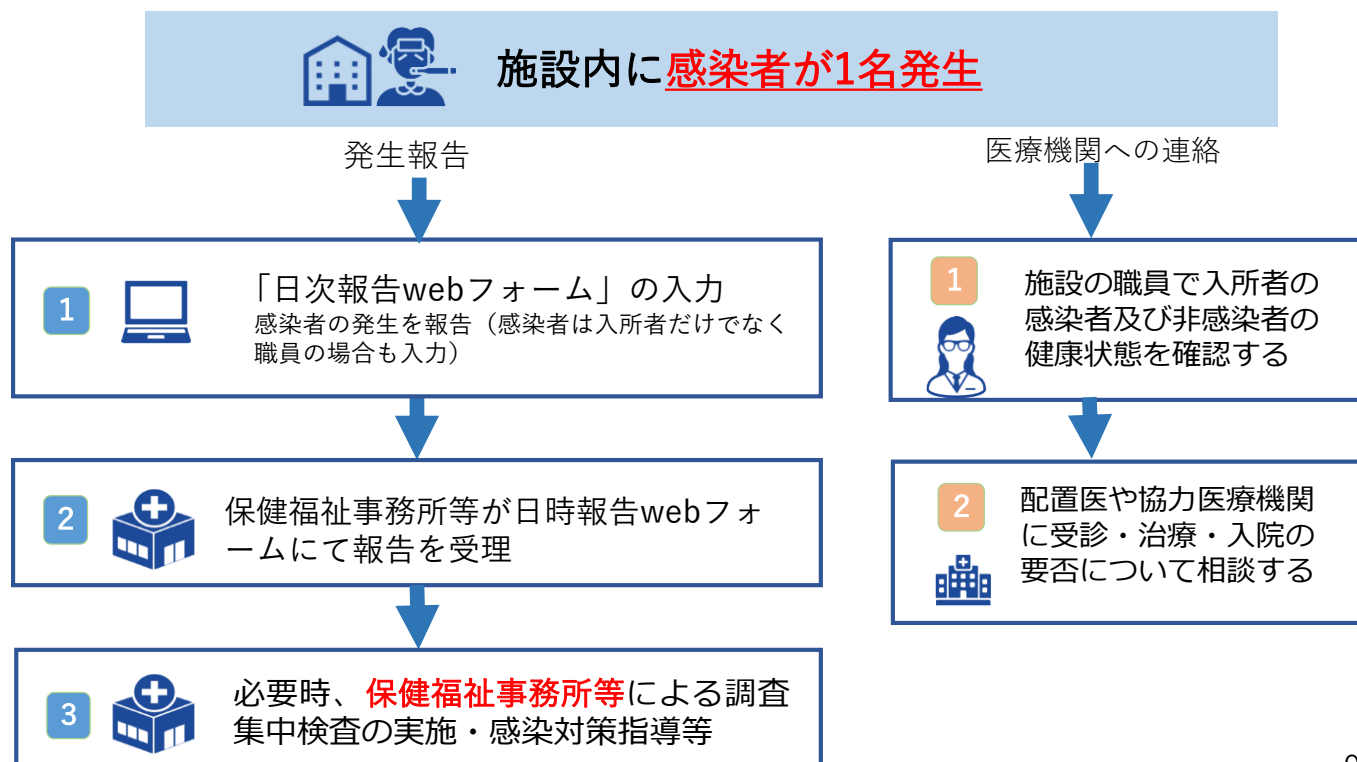 施設内に感染者が1名発生
発生報告
1
「日次報告webフォーム」の入力
感染者の発生を報告（感染者は入所者だけでなく
職員の場合も入力）
2
保健福祉事務所等が日時報告webフォ
ームにて報告を受理
3
必要時、保健福祉事務所等による調査
集中検査の実施・感染対策指導等
医療機関への連絡
1
施設の職員で入所者の
感染者及び非感染者の
健康状態を確認する
2
配置医や協力医療機関
に受診・治療・入院の
要否について相談する